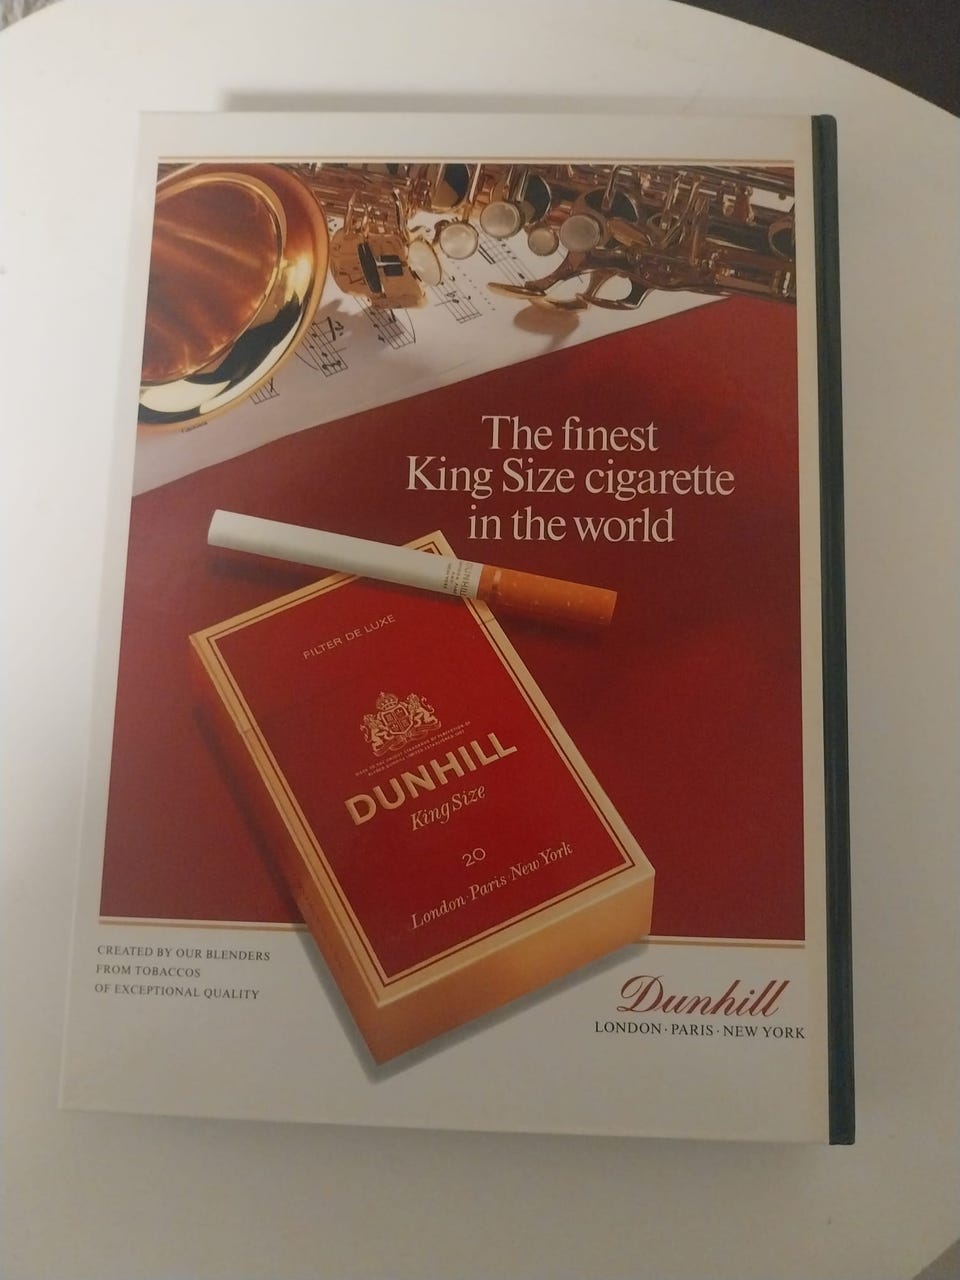 The finest
King Size cigarette
in the world
DUNHILL
FILTER DE LUXE
DUNHILL
King Size
20
London·Paris·New York
CREATED BY OUR BLENDERS
FROM TOBACCOS
OF EXCEPTIONAL QUALITY
Dunhill
LONDON·PARIS·NEW YORK